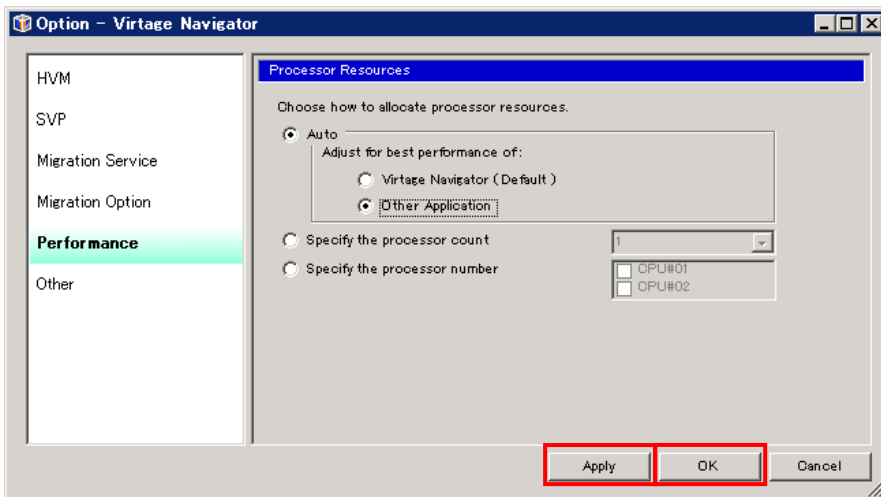 Option - Virtage Navigator
HVM
SVP
Migration Service
Migration Option
Performance
Other
Processor Resources
Choose how to allocate processor resources.
Auto
Adjust for best performance of:
Virtage Navigator ( Default )
Other Application
Specify the processor count
1
Specify the processor number
CPU#01
CPU#02
Apply
OK
Cancel